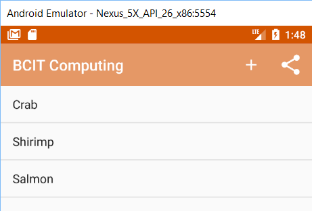 Android Emulator - Nexus_5X_API_26_x86:5554
1:48
BCIT Computing
Crab
Shirimp
Salmon